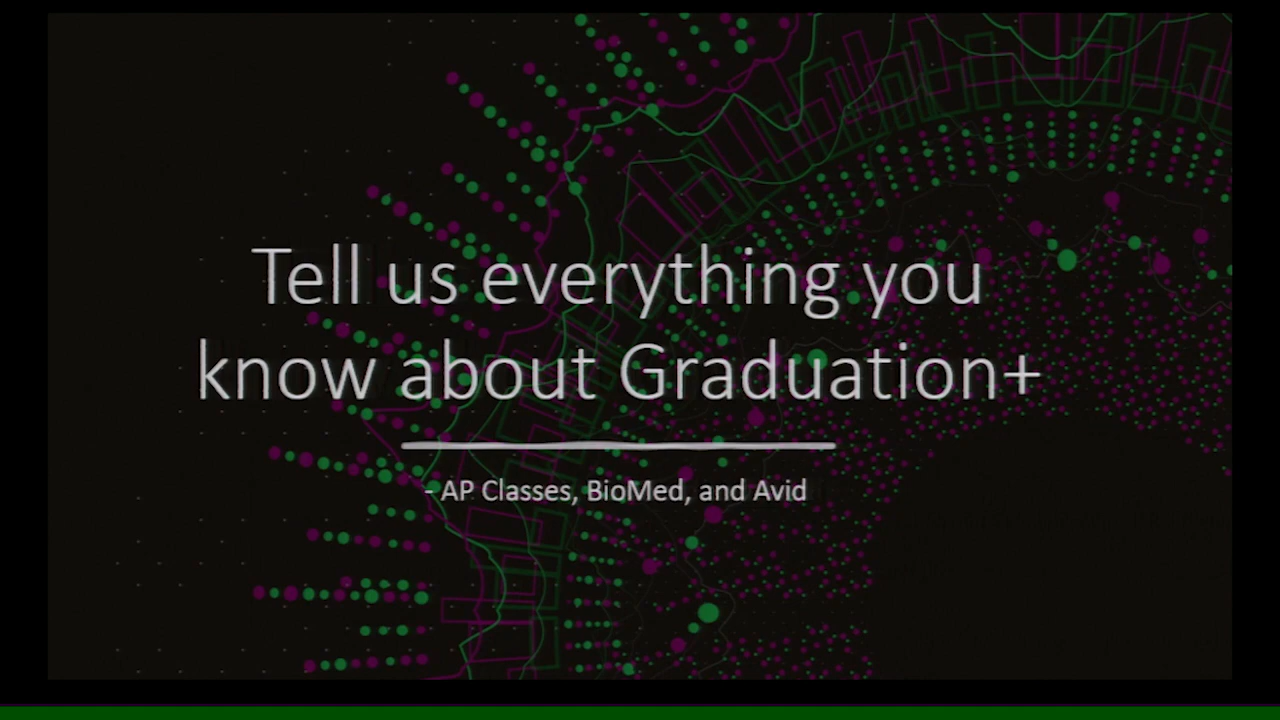 Tell us everything you
know about Graduation+
- AP Classes, BioMed, and Avid